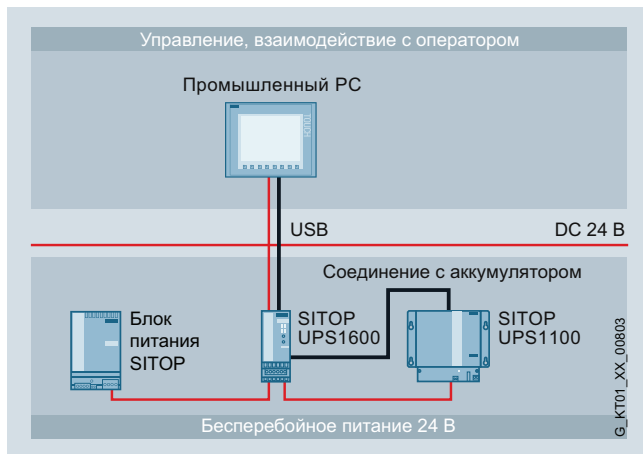 Управление, взаимодействие с оператором
Промышленный PC
TOUCH
USB
DC 24 В
Соединение с аккумулятором
Блок
питания
SITOP
SITOP
UPS1600
SITOP
UPS1100
Бесперебойное питание 24 В
G_KT01_XX_00803